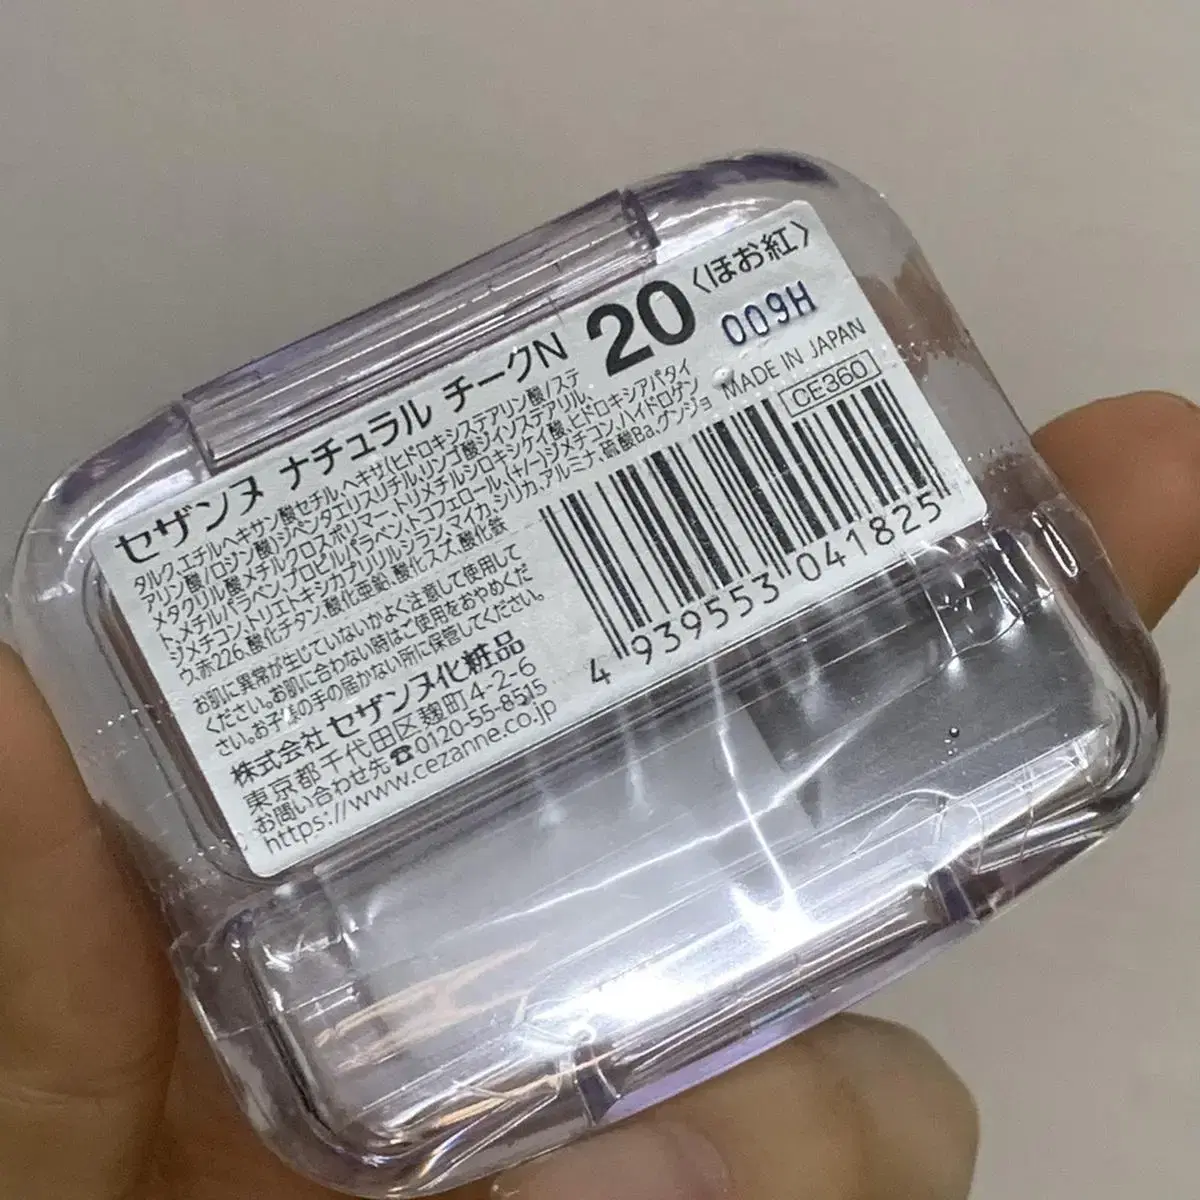 セザンヌ ナチュラル チークN 20 〈ほお紅〉
009H
タルク、エチルヘキサン酸セチル、ヘキサ(ヒドロキシステアリン酸/ステ
アリン酸/ロジン酸)ジペンタエリスリチル、リンゴ酸ジイソステアリル、
メタクリル酸メチルクロスポリマー、トリメチルシロキシケイ酸、ヒドロキシアパタイ
ト、メチルパラベン、プロピルパラベン、トコフェロール、(+/-)ジメチコン、ハイドロゲン
ジメチコン、トリエトキシカプリリルシラン、マイカ、シリカ、アルミナ、硫酸Ba、グンジョ
ウ、赤226、酸化チタン、酸化亜鉛、酸化スズ、酸化鉄
お肌に異常が生じていないかよく注意して使用して
ください。お肌に合わない時はご使用をおやめくだ
さい。お子様の手の届かない所に保管してください。
株式会社 セザンヌ化粧品
東京都千代田区麹町4-2-6
お問い合わせ先☎0120-55-8515
https://www.cezanne.co.jp
MADE IN JAPAN
CE360
4 939553 041825